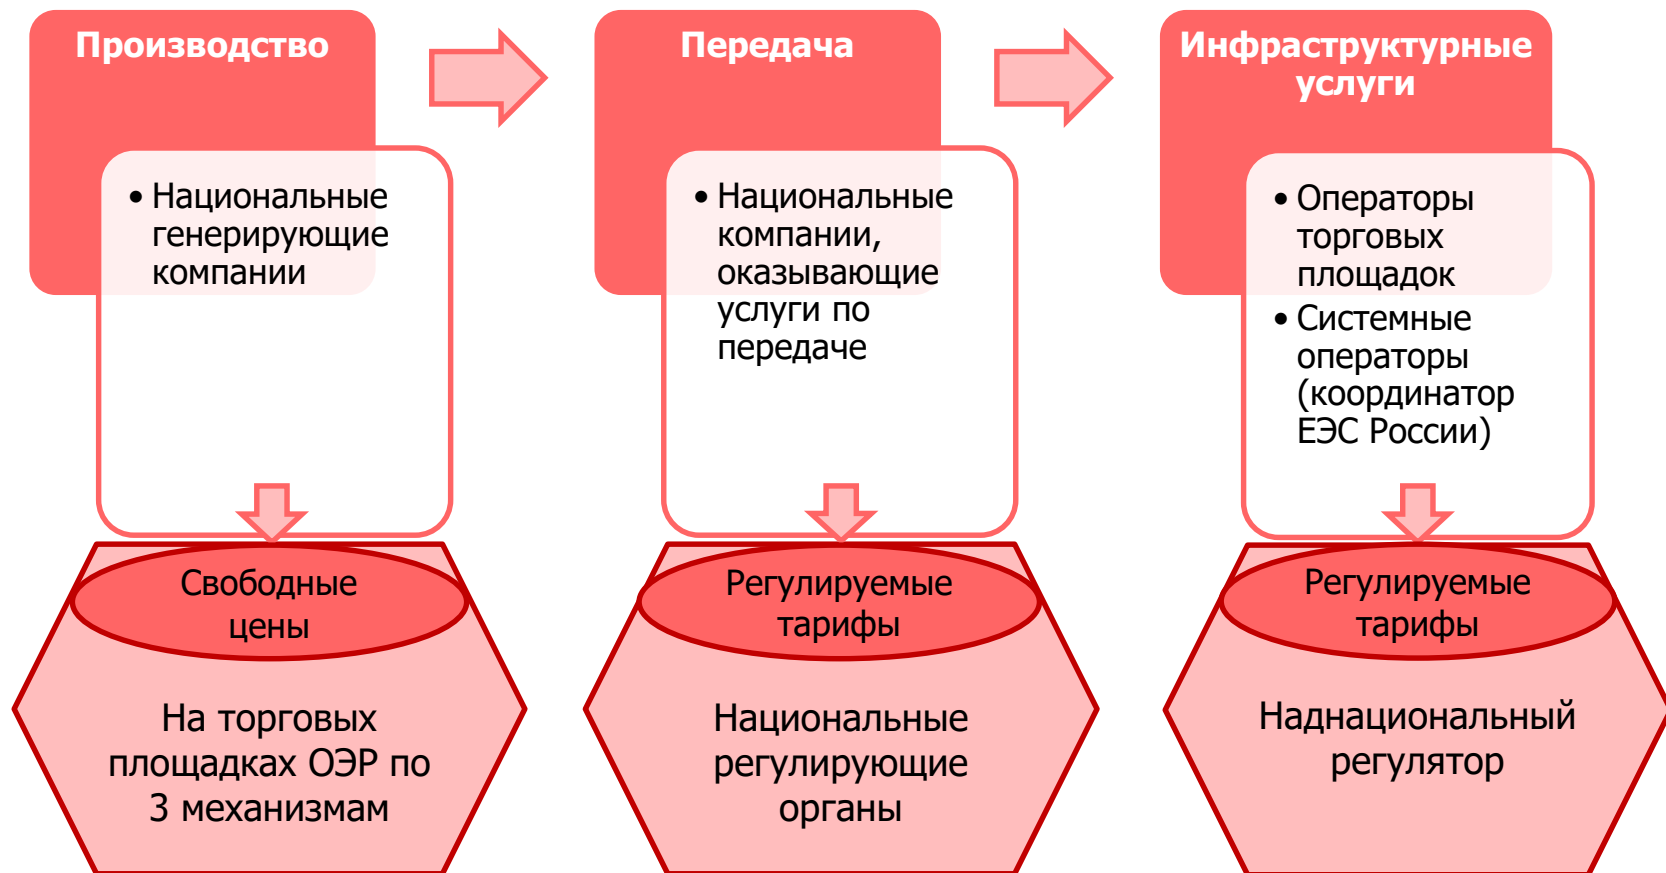 Производство
• Национальные
генерирующие
компании
Свободные
цены
На торговых
площадках ОЭР по
3 механизмам
Передача
• Национальные
компании,
оказывающие
услуги по
передаче
Регулируемые
тарифы
Национальные
регулирующие
органы
Инфраструктурные
услуги
• Операторы
торговых
площадок
• Системные
операторы
(координатор
ЕЭС России)
Регулируемые
тарифы
Наднациональный
регулятор